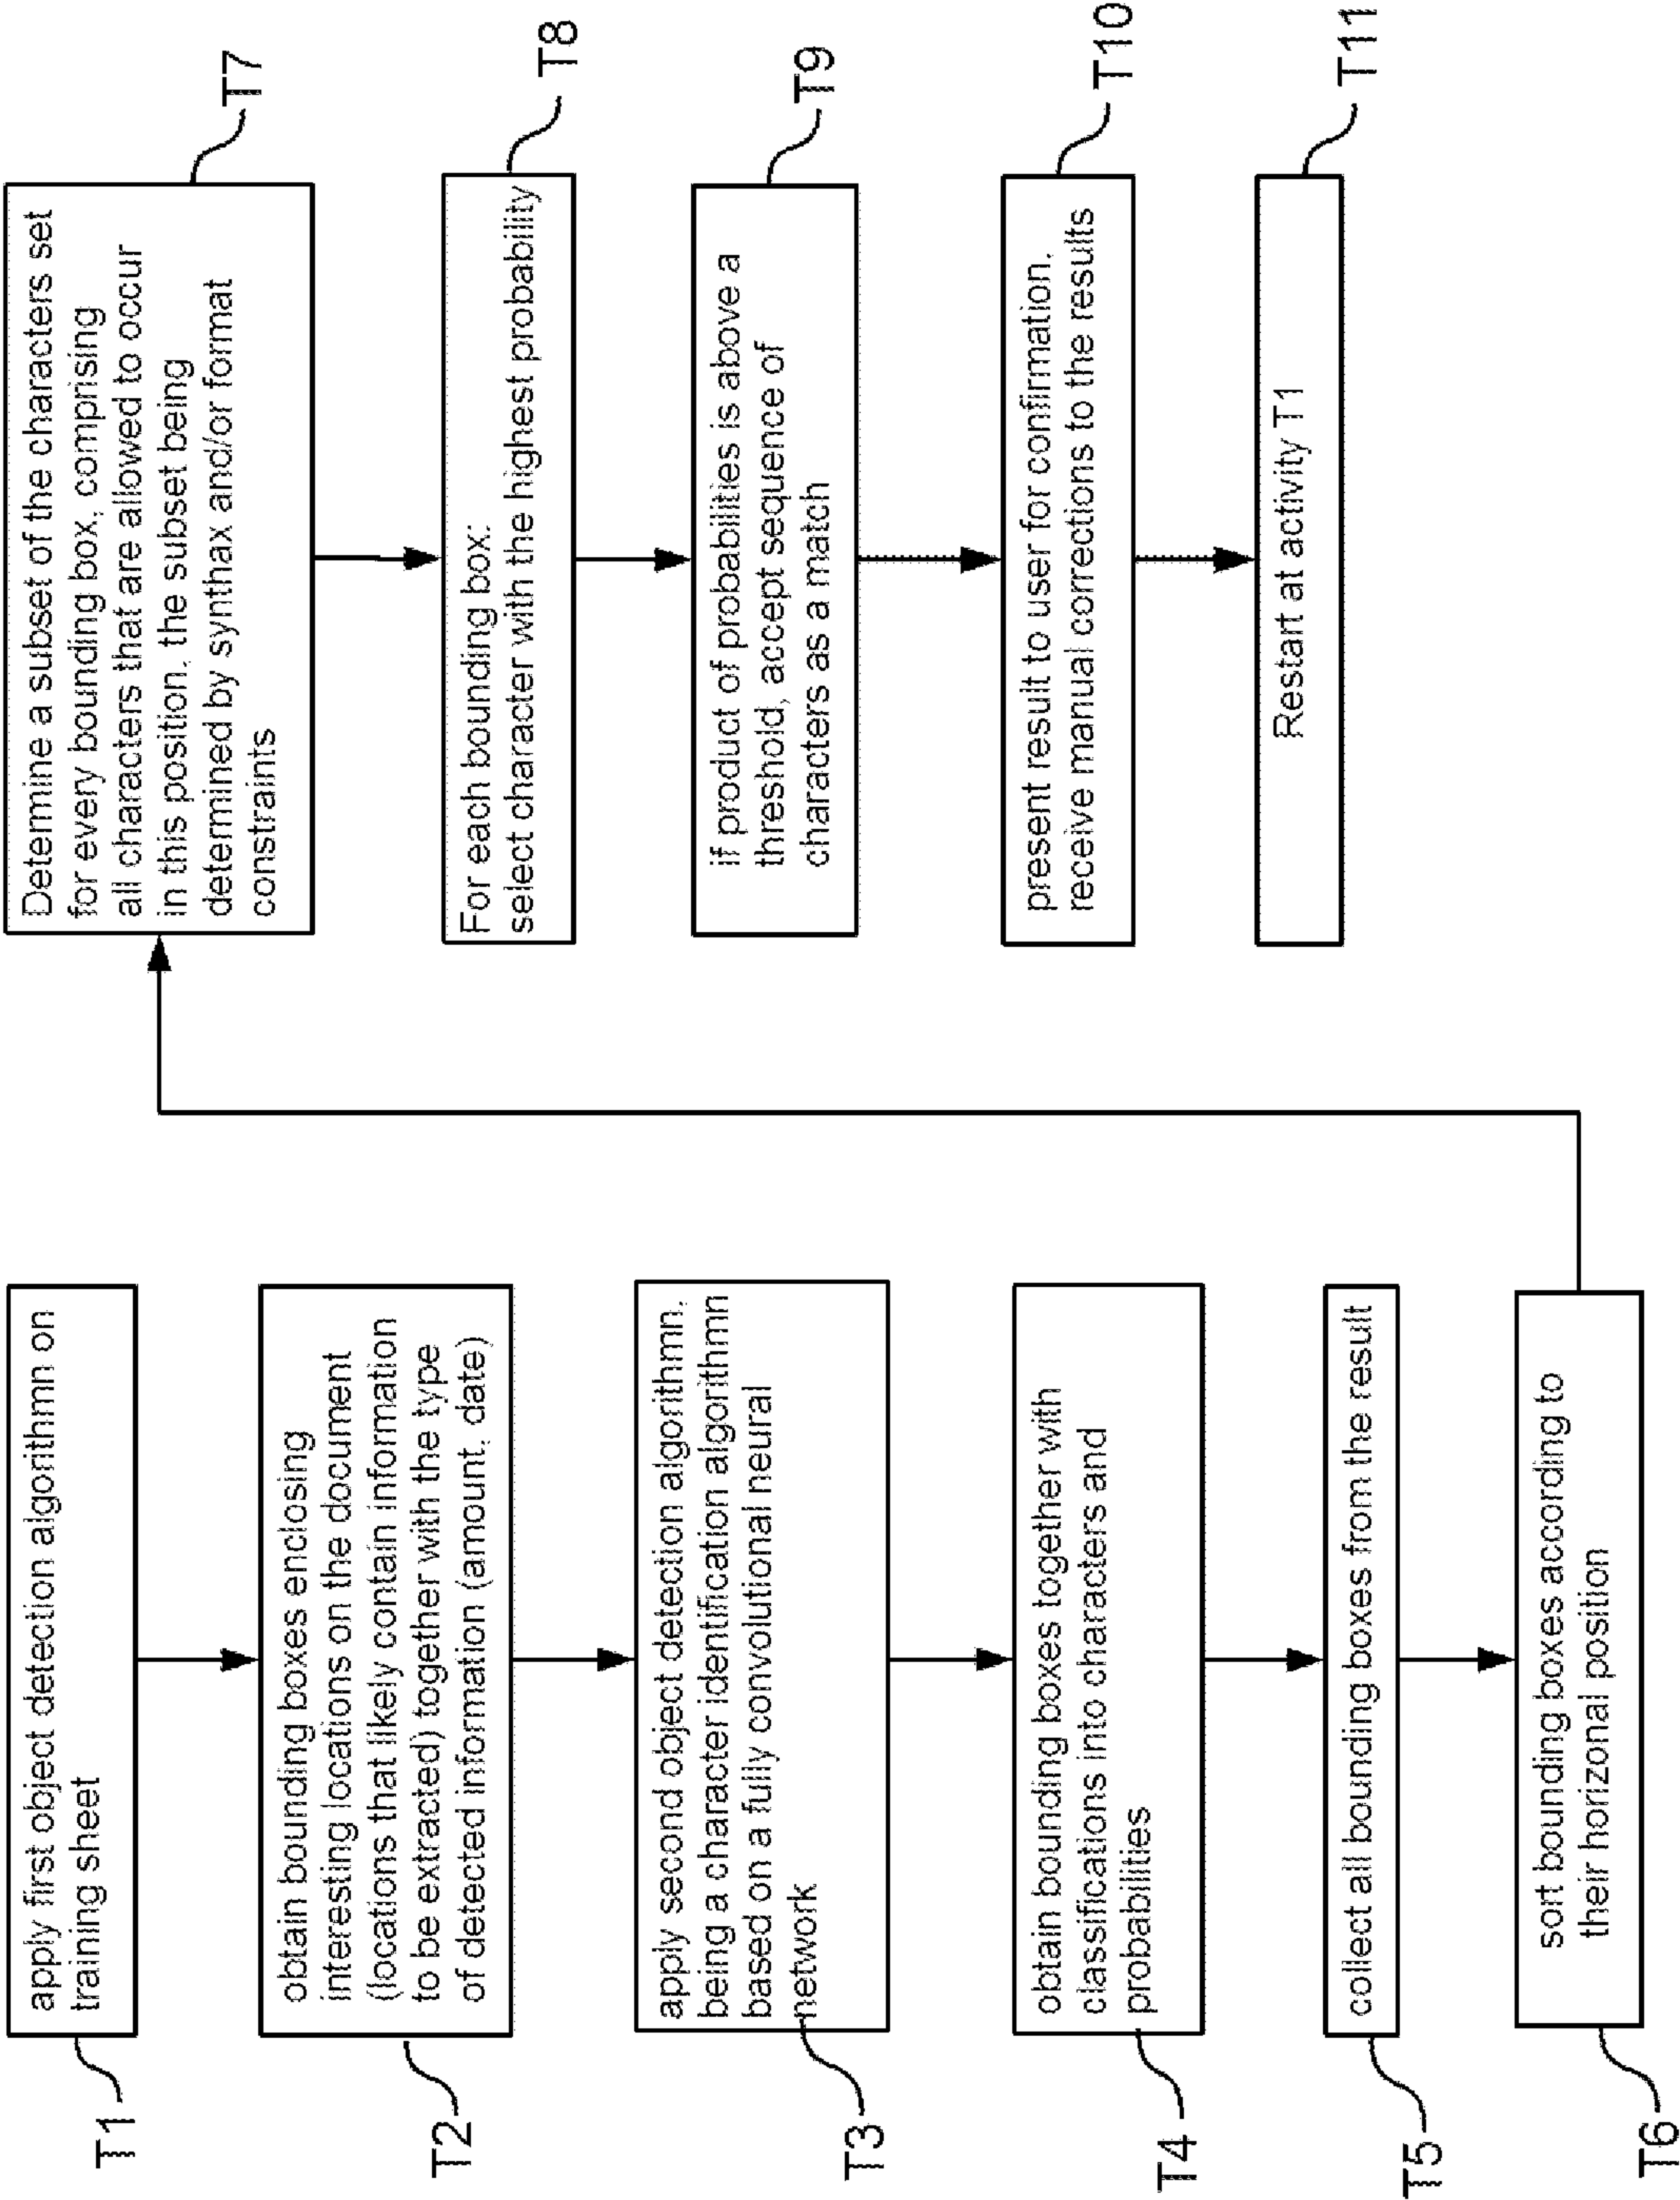 T1
apply first object detection algorithmn on
training sheet
T2
obtain bounding boxes enclosing
interesting locations on the document
(locations that likely contain information
to be extracted) together with the type
of detected information (amount, date)
T3
apply second object detection algorithmn,
being a character identification algorithmn
based on a fully convolutional neural
network
T4
obtain bounding boxes together with
classifications into characters and
probabilities
T5
collect all bounding boxes from the result
T6
sort bounding boxes according to
their horizonal position
T7
Determine a subset of the characters set
for every bounding box, comprising
all characters that are allowed to occur
in this position, the subset being
determined by synthax and/or format
constraints
T8
For each bounding box:
select character with the highest probability
T9
if product of probabilities is above a
threshold, accept sequence of
characters as a match
T10
present result to user for confirmation,
receive manual corrections to the results
T11
Restart at activity T1